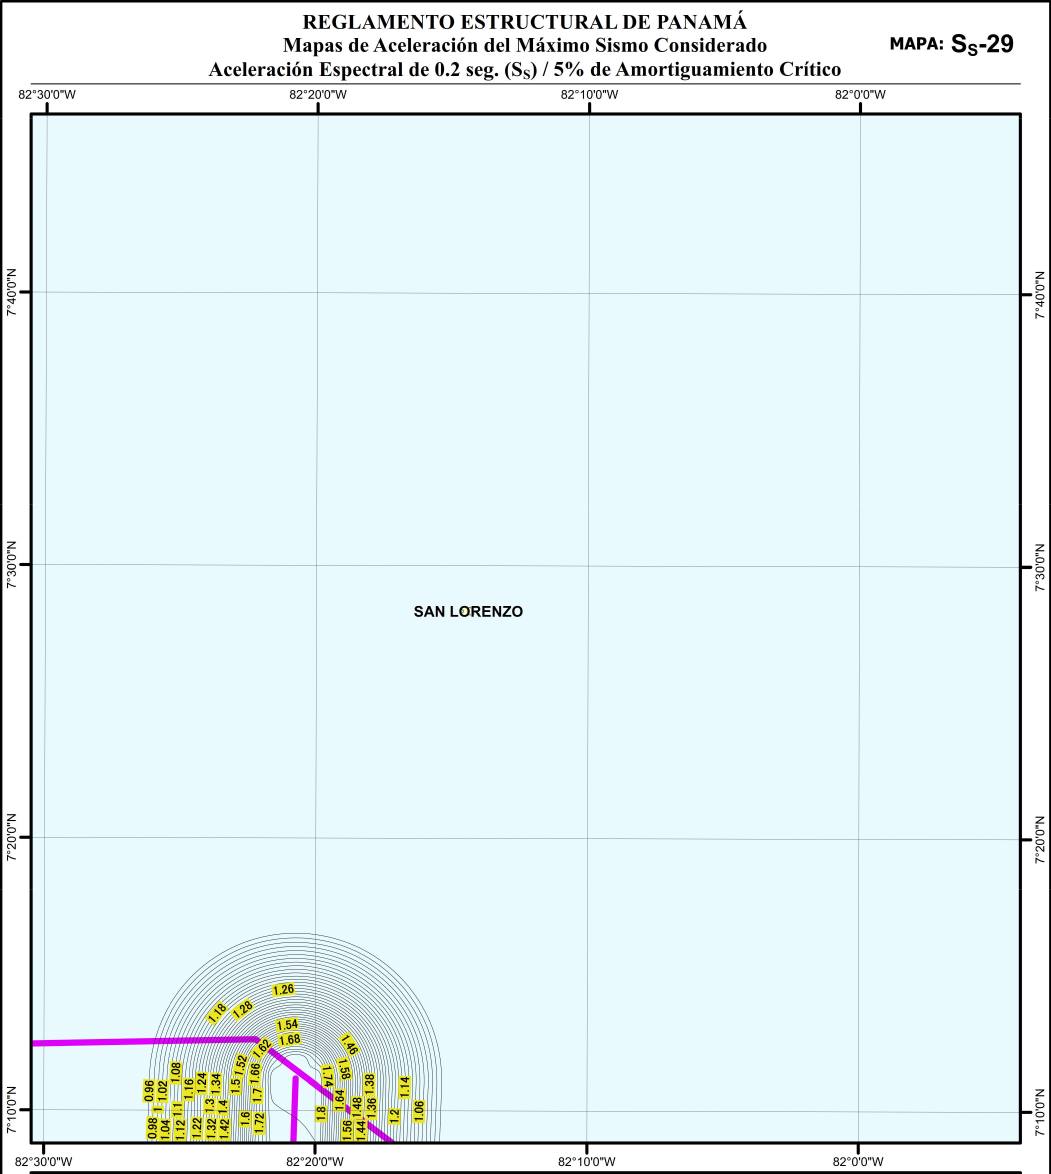 REGLAMENTO ESTRUCTURAL DE PANAMÁ
Mapas de Aceleración del Máximo Sismo Considerado
MAPA: SS-29
Aceleración Espectral de 0.2 seg. (SS) / 5% de Amortiguamiento Crítico
82°30'0"W 82°20'0"W 82°10'0"W 82°0'0"W
7°40'0"N 7°40'0"N
7°30'0"N 7°30'0"N
SAN LORENZO
7°20'0"N 7°20'0"N
1.26
1.18 1.28
1.54
1.68
1.62 1.46
1.52 1.58
1.08 1.66 1.74
0.96 1.02 1.16 1.24 1.34 1.5 1.7 1.64 1.38 1.14
1 1.1 1.3 1.4 1.8 1.48 1.36 1.2 1.06
7°10'0"N 7°10'0"N
0.98 1.04 1.12 1.22 1.32 1.42 1.6 1.72 1.56 1.44
82°30'0"W 82°20'0"W 82°10'0"W 82°0'0"W